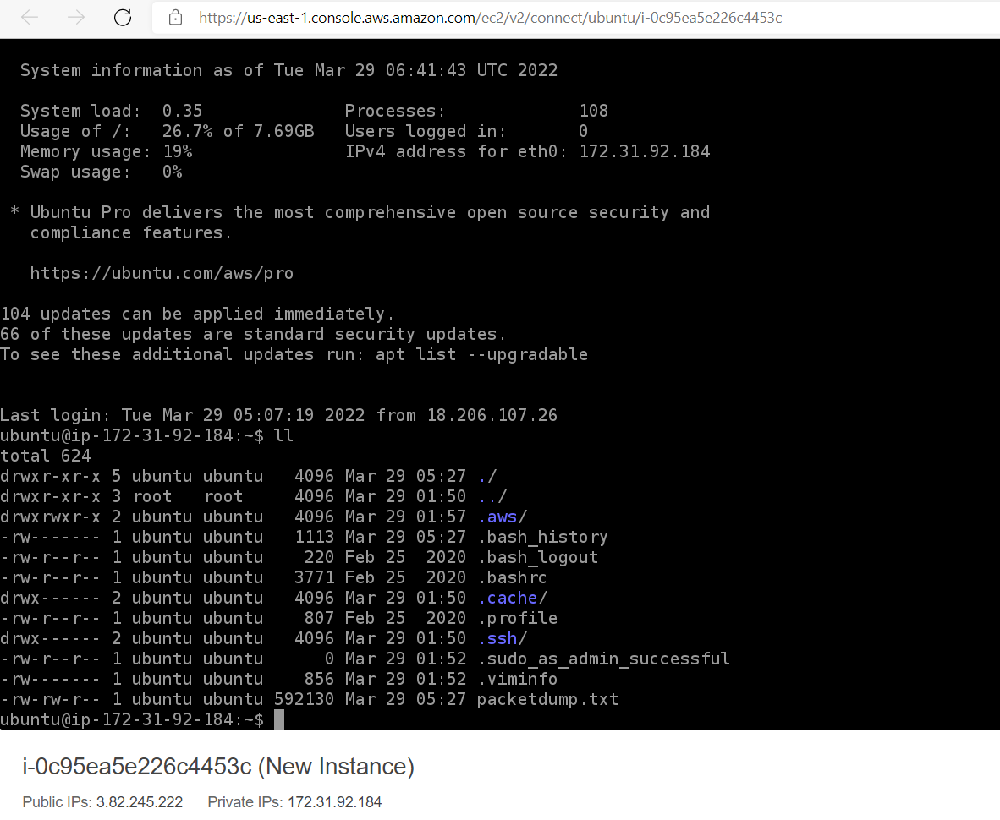 https://us-east-1.console.aws.amazon.com/ec2/v2/connect/ubuntu/i-0c95ea5e226c4453c
System information as of Tue Mar 29 06:41:43 UTC 2022
System load:  0.35              Processes:             108
Usage of /:   26.7% of 7.69GB   Users logged in:       0
Memory usage: 19%               IPv4 address for eth0: 172.31.92.184
Swap usage:   0%
* Ubuntu Pro delivers the most comprehensive open source security and
compliance features.
https://ubuntu.com/aws/pro
104 updates can be applied immediately.
66 of these updates are standard security updates.
To see these additional updates run: apt list --upgradable
Last login: Tue Mar 29 05:07:19 2022 from 18.206.107.26
ubuntu@ip-172-31-92-184:~$ ll
total 624
drwxr-xr-x 5 ubuntu ubuntu   4096 Mar 29 05:27 ./
drwxr-xr-x 3 root   root     4096 Mar 29 01:50 ../
drwxrwxr-x 2 ubuntu ubuntu   4096 Mar 29 01:57 .aws/
-rw------- 1 ubuntu ubuntu   1113 Mar 29 05:27 .bash_history
-rw-r--r-- 1 ubuntu ubuntu    220 Feb 25  2020 .bash_logout
-rw-r--r-- 1 ubuntu ubuntu   3771 Feb 25  2020 .bashrc
drwx------ 2 ubuntu ubuntu   4096 Mar 29 01:50 .cache/
-rw-r--r-- 1 ubuntu ubuntu    807 Feb 25  2020 .profile
drwx------ 2 ubuntu ubuntu   4096 Mar 29 01:50 .ssh/
-rw-r--r-- 1 ubuntu ubuntu      0 Mar 29 01:52 .sudo_as_admin_successful
-rw------- 1 ubuntu ubuntu    856 Mar 29 01:52 .viminfo
-rw-rw-r-- 1 ubuntu ubuntu 592130 Mar 29 05:27 packetdump.txt
ubuntu@ip-172-31-92-184:~$
i-0c95ea5e226c4453c (New Instance)
Public IPs: 3.82.245.222 Private IPs: 172.31.92.184